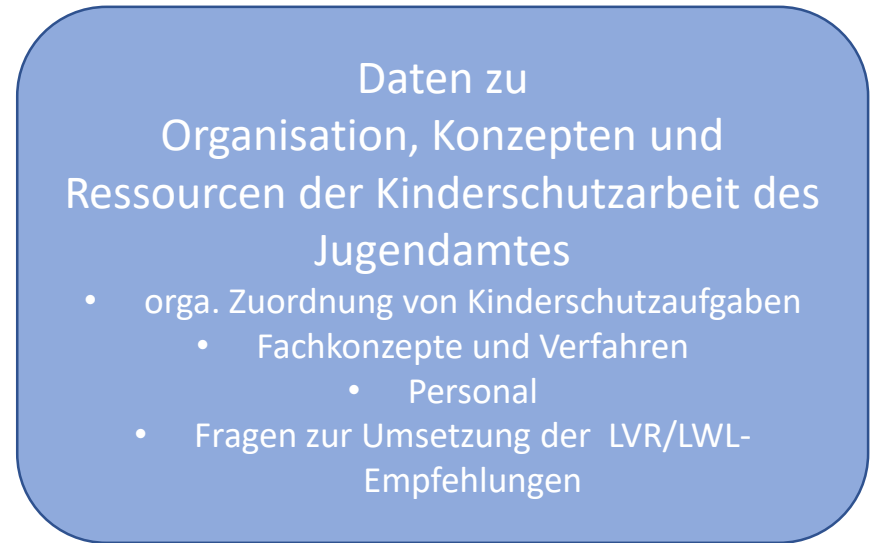 Daten zu
Organisation, Konzepten und
Ressourcen der Kinderschutzarbeit des
Jugendamtes
• orga. Zuordnung von Kinderschutzaufgaben
• Fachkonzepte und Verfahren
• Personal
• Fragen zur Umsetzung der LVR/LWL-
Empfehlungen